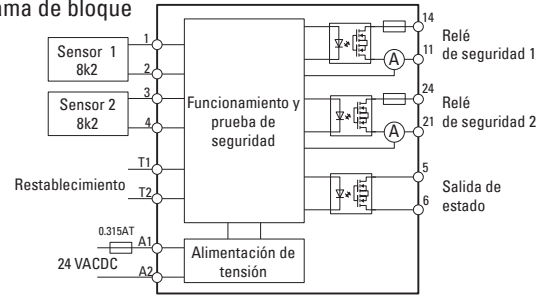 ma de bloque
Sensor 1
8k2
Sensor 2
8k2
Restablecimiento
0.315AT
24 VACDC
1
2
3
4
T1
T2
A1
A2
Funcionamiento y
prueba de
seguridad
Alimentación de
tensión
A
A
14
11
24
21
5
6
Relé
de seguridad 1
Relé
de seguridad 2
Salida de
estado